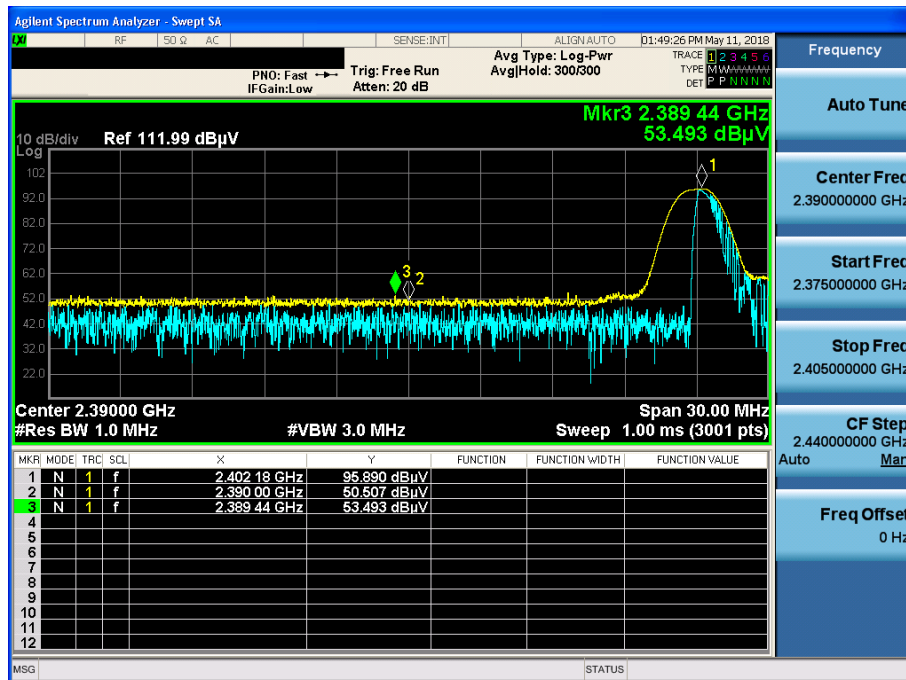 Agilent Spectrum Analyzer - Swept SA
LXI RF 50 Ω AC SENSE:INT ALIGN AUTO 01:49:26 PM May 11, 2018
PNO: Fast Trig: Free Run Avg Type: Log-Pwr TRACE 1 2 3 4 5 6
IFGain:Low Atten: 20 dB Avg|Hold: 300/300 TYPE M W W W W W
DET P P N N N N
Mkr3 2.389 44 GHz
53.493 dBµV
10 dB/div Ref 111.99 dBµV
Log
102
92.0
82.0
72.0
62.0
52.0
42.0
32.0
22.0
1
3
2
Center 2.39000 GHz Span 30.00 MHz
#Res BW 1.0 MHz #VBW 3.0 MHz Sweep 1.00 ms (3001 pts)
MKR MODE TRC SCL X Y FUNCTION FUNCTION WIDTH FUNCTION VALUE
1 N 1 f 2.402 18 GHz 95.890 dBµV
2 N 1 f 2.390 00 GHz 50.507 dBµV
3 N 1 f 2.389 44 GHz 53.493 dBµV
4
5
6
7
8
9
10
11
12
MSG STATUS
Frequency
Auto Tune
Center Freq
2.390000000 GHz
Start Freq
2.375000000 GHz
Stop Freq
2.405000000 GHz
CF Step
2.440000000 GHz
Auto Man
Freq Offset
0 Hz